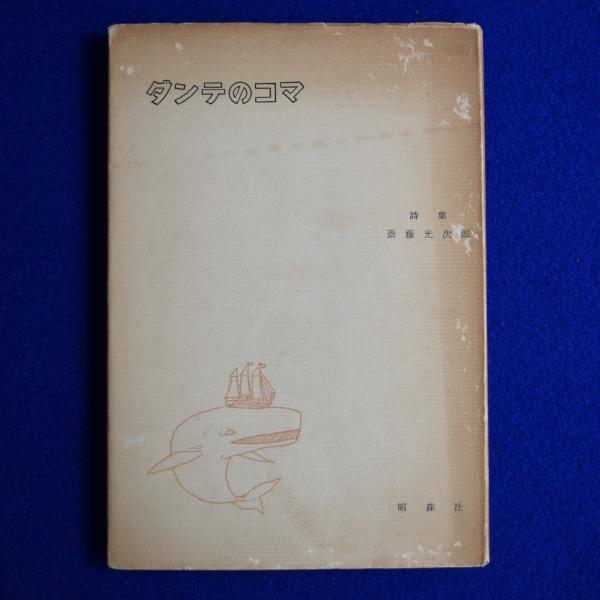 ダンテのコマ
詩集
斎藤光次郎
昭森社